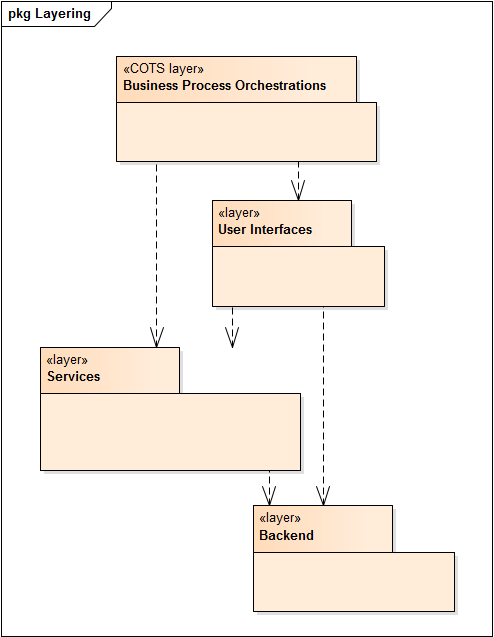 pkg Layering
«COTS layer»
Business Process Orchestrations
«layer»
User Interfaces
«layer»
Services
«layer»
Backend